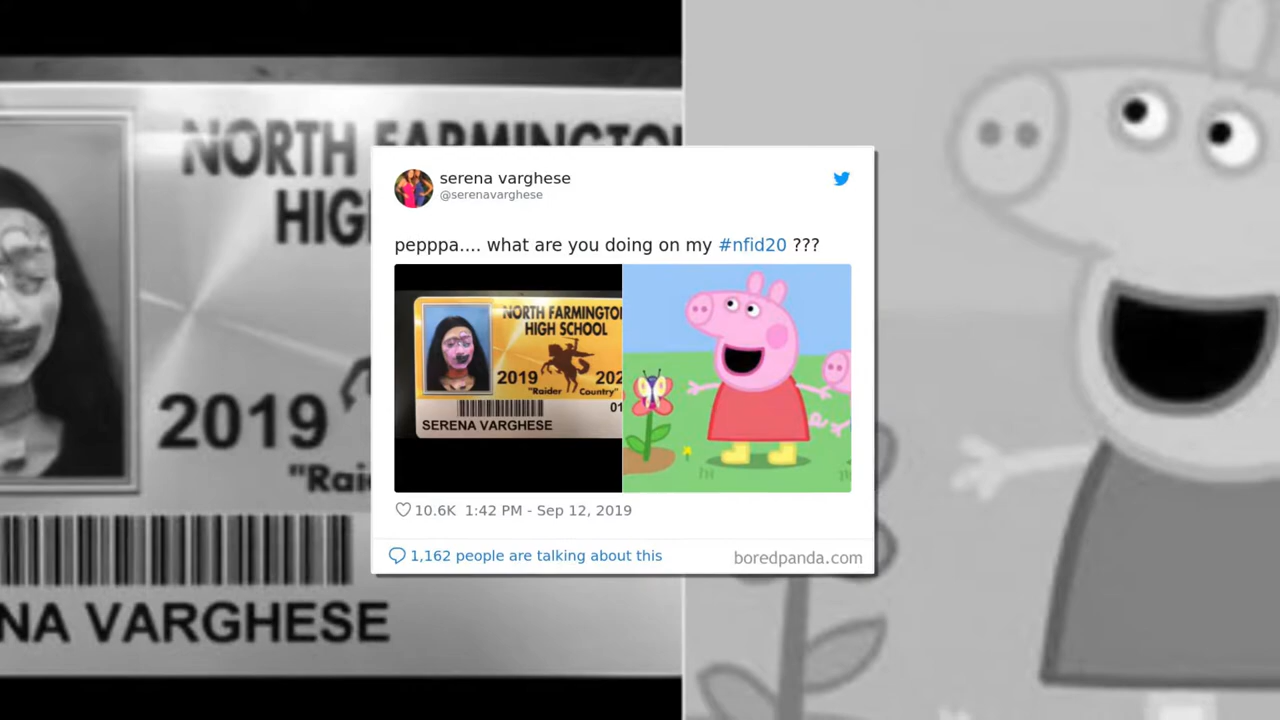 NORTH FARMINGTO
HIG
2019
"Rai
NA VARGHESE
serena varghese
@serenavarghese
pepppa.... what are you doing on my #nfid20 ???
NORTH FARMINGTON
HIGH SCHOOL
2019 202
"Raider Country"
01
SERENA VARGHESE
10.6K 1:42 PM - Sep 12, 2019
1,162 people are talking about this
boredpanda.com